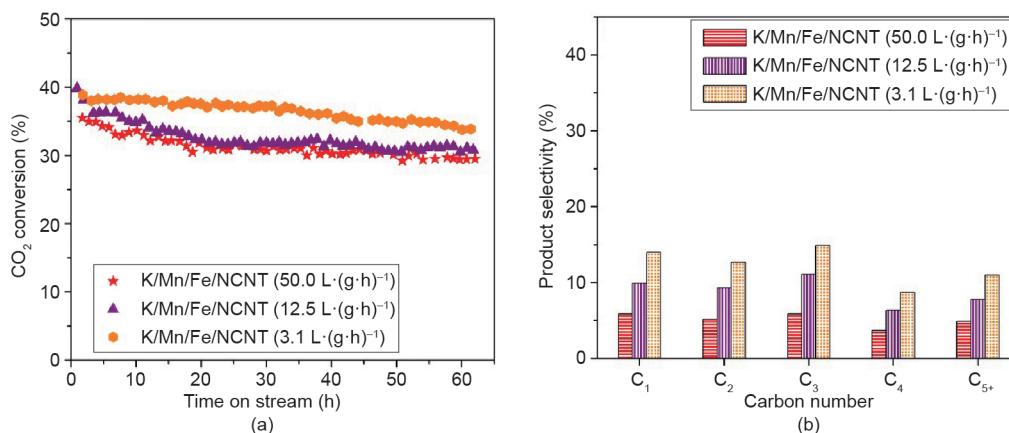 50
40
30
20
10
0
CO₂ conversion (%)
K/Mn/Fe/NCNT (50.0 L·(g·h)⁻¹)
K/Mn/Fe/NCNT (12.5 L·(g·h)⁻¹)
K/Mn/Fe/NCNT (3.1 L·(g·h)⁻¹)
0 10 20 30 40 50 60
Time on stream (h)
(a)
40
30
20
10
0
Product selectivity (%)
K/Mn/Fe/NCNT (50.0 L·(g·h)⁻¹)
K/Mn/Fe/NCNT (12.5 L·(g·h)⁻¹)
K/Mn/Fe/NCNT (3.1 L·(g·h)⁻¹)
C₁ C₂ C₃ C₄ C₅₊
Carbon number
(b)